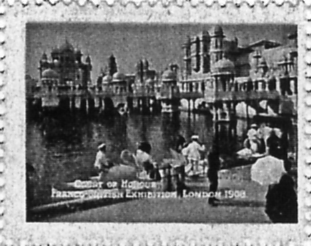 COURT OF HONOUR
FRANCO-BRITISH EXHIBITION, LONDON 1908.